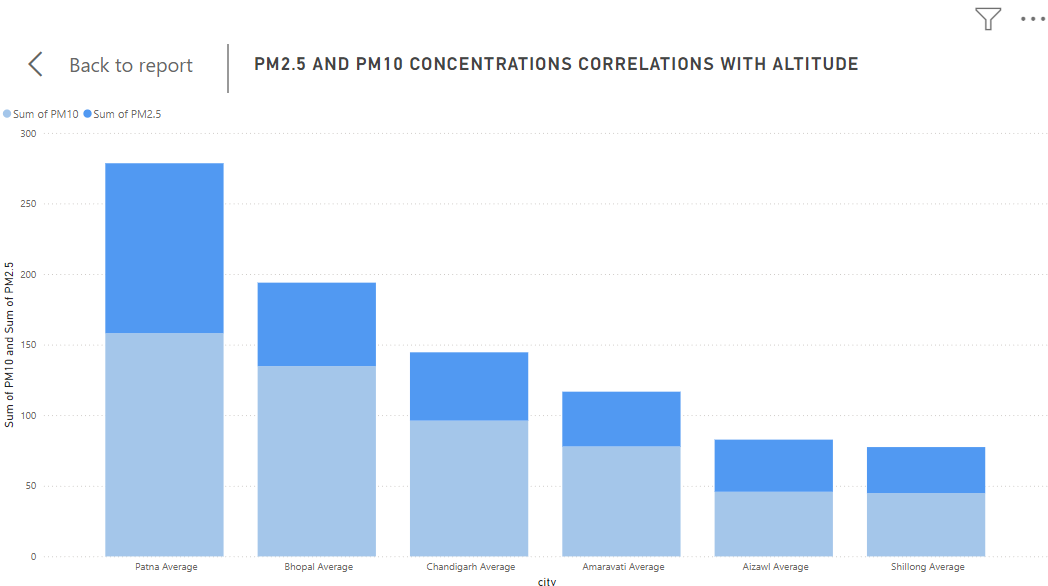 Back to report
PM2.5 AND PM10 CONCENTRATIONS CORRELATIONS WITH ALTITUDE
Sum of PM10 Sum of PM2.5
Sum of PM10 and Sum of PM2.5
300
250
200
150
100
50
0
Patna Average Bhopal Average Chandigarh Average Amaravati Average Aizawl Average Shillong Average
city